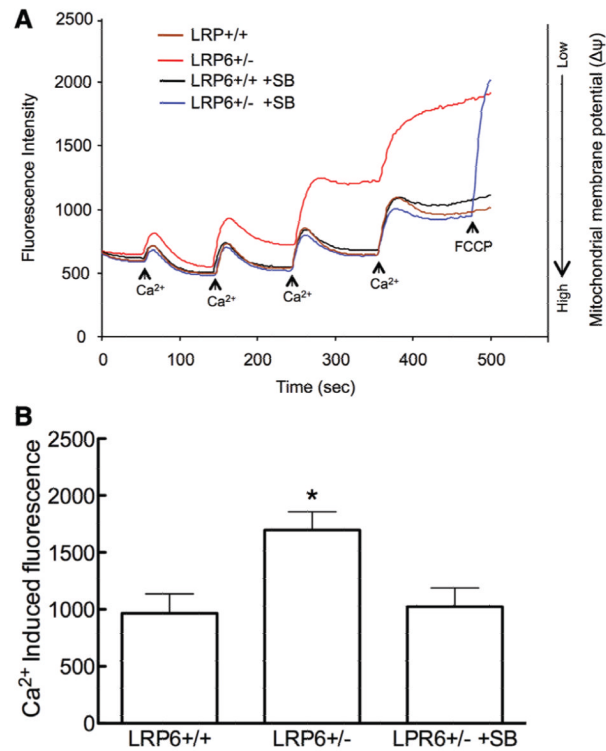 A
2500
2000
1500
1000
500
0
Fluorescence Intensity
LRP+/+
LRP6+/-
LRP6+/+ +SB
LRP6+/- +SB
Ca2+
Ca2+
Ca2+
Ca2+
FCCP
0 100 200 300 400 500
Time (sec)
Low
High
Mitochondrial membrane potential (Δψ)
B
2500
2000
1500
1000
500
0
Ca2+ Induced fluorescence
*
LRP6+/+ LRP6+/- LPR6+/- +SB